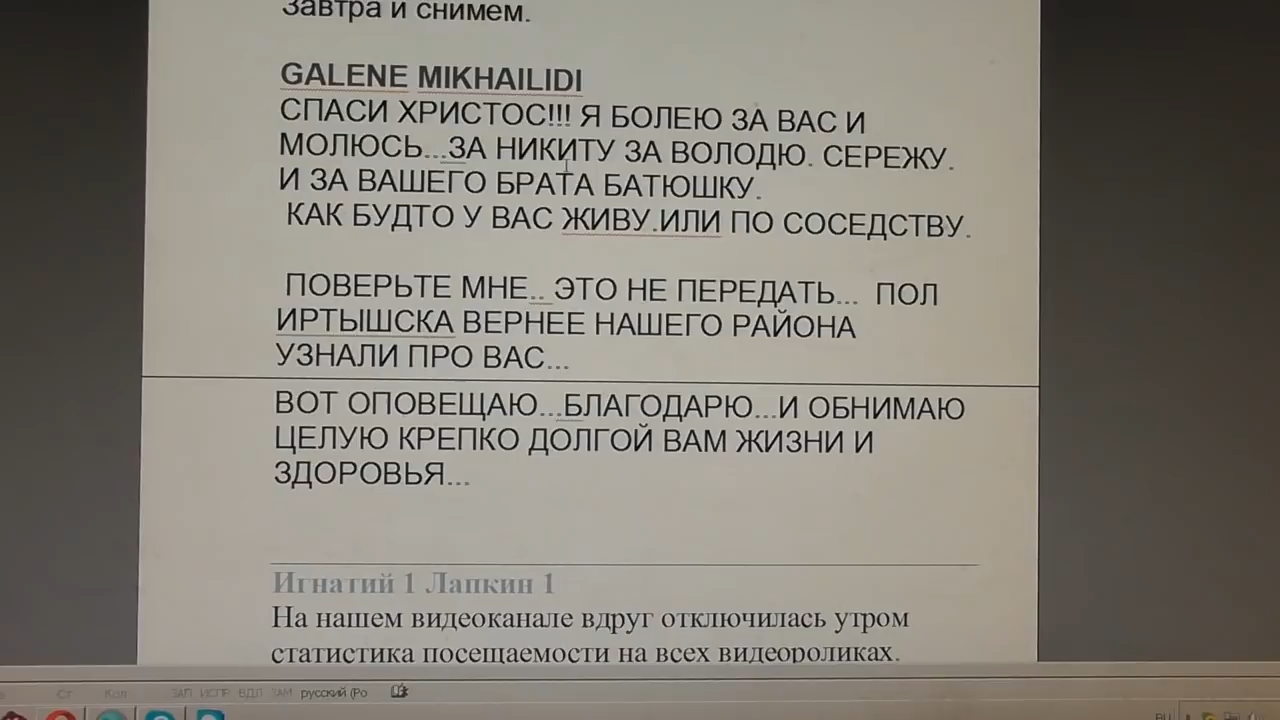 Завтра и снимем.
GALENE MIKHAILIDI
СПАСИ ХРИСТОС!!! Я БОЛЕЮ ЗА ВАС И
МОЛЮСЬ...ЗА НИКИТУ ЗА ВОЛОДЮ. СЕРЕЖУ.
И ЗА ВАШЕГО БРАТА БАТЮШКУ.
КАК БУДТО У ВАС ЖИВУ.ИЛИ ПО СОСЕДСТВУ.
ПОВЕРЬТЕ МНЕ.. ЭТО НЕ ПЕРЕДАТЬ... ПОЛ
ИРТЫШСКА ВЕРНЕЕ НАШЕГО РАЙОНА
УЗНАЛИ ПРО ВАС...
ВОТ ОПОВЕЩАЮ...БЛАГОДАРЮ...И ОБНИМАЮ
ЦЕЛУЮ КРЕПКО ДОЛГОЙ ВАМ ЖИЗНИ И
ЗДОРОВЬЯ...
Игнатий 1 Лапкин 1
На нашем видеоканале вдруг отключилась утром
статистика посещаемости на всех видеороликах.
Ст Кол ЗАП ИСПР ВДЛ ЗАМ русский (Ро
RU